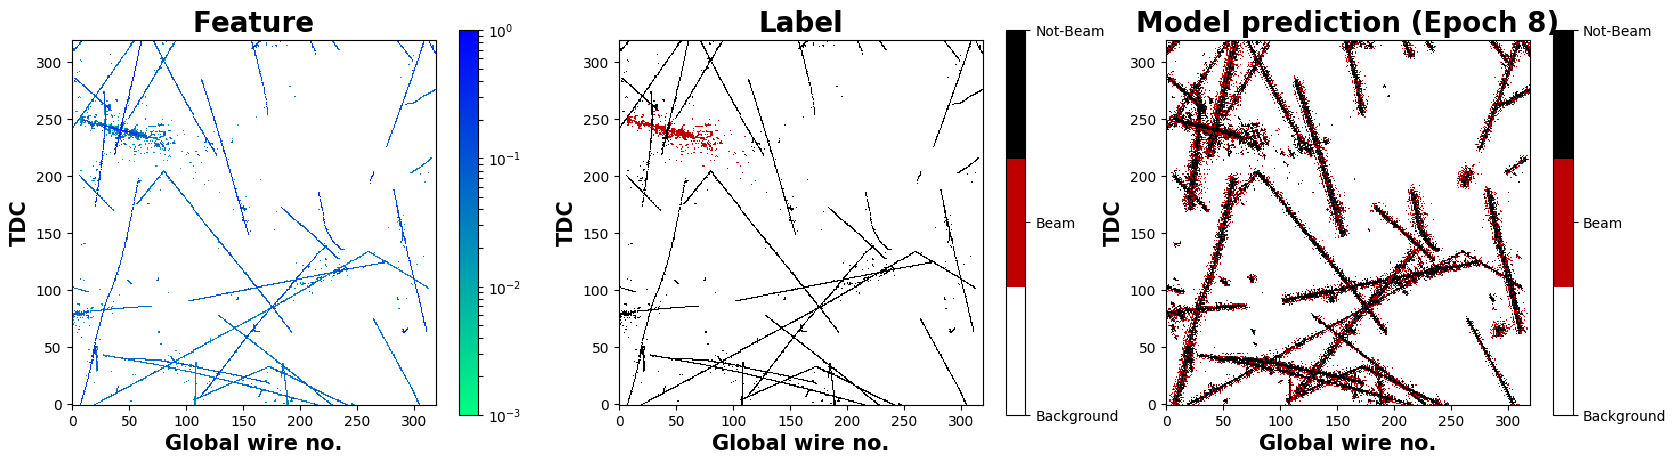 Feature
TDC
300
250
200
150
100
50
0
0 50 100 150 200 250 300
Global wire no.
10⁰
10⁻¹
10⁻²
10⁻³
Label
TDC
300
250
200
150
100
50
0
0 50 100 150 200 250 300
Global wire no.
Not-Beam
Beam
Background
Model prediction (Epoch 8)
TDC
300
250
200
150
100
50
0
0 50 100 150 200 250 300
Global wire no.
Not-Beam
Beam
Background